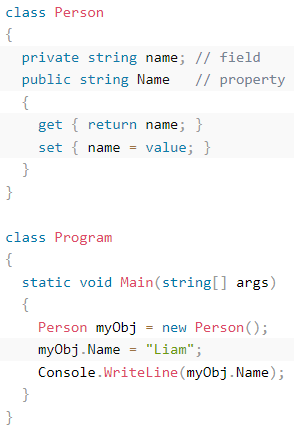 class Person
{
  private string name; // field
  public string Name   // property
  {
    get { return name; }
    set { name = value; }
  }
}

class Program
{
  static void Main(string[] args)
  {
    Person myObj = new Person();
    myObj.Name = "Liam";
    Console.WriteLine(myObj.Name);
  }
}